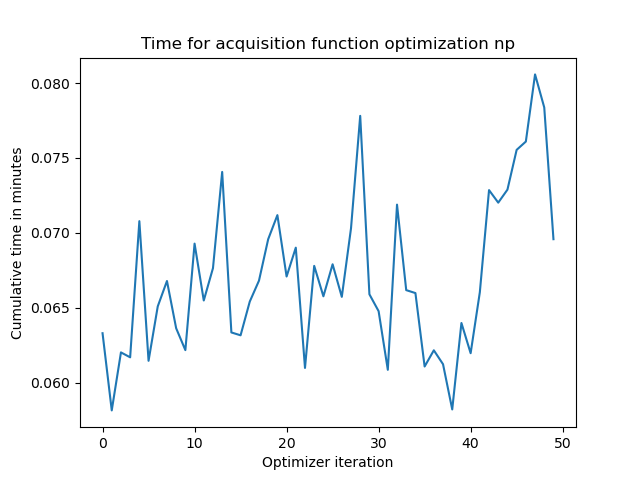 Time for acquisition function optimization np
Cumulative time in minutes
0.080
0.075
0.070
0.065
0.060
0 10 20 30 40 50
Optimizer iteration